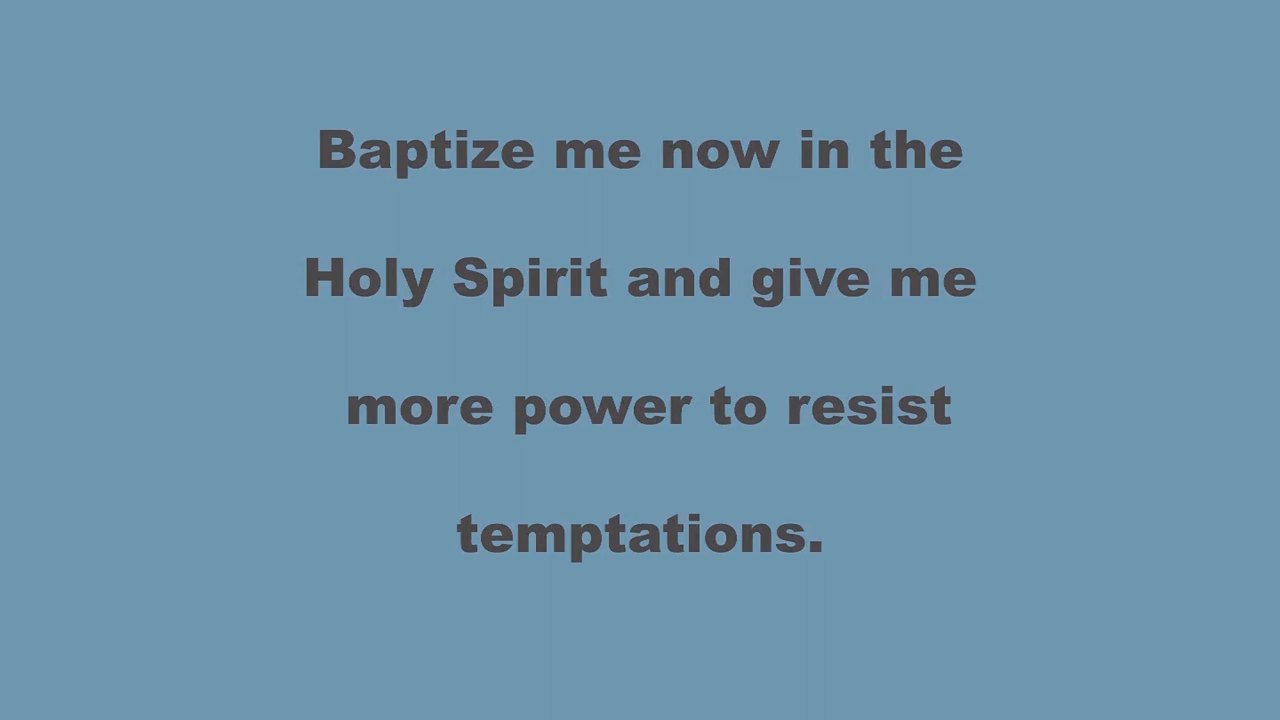 Baptize me now in the
Holy Spirit and give me
more power to resist
temptations.